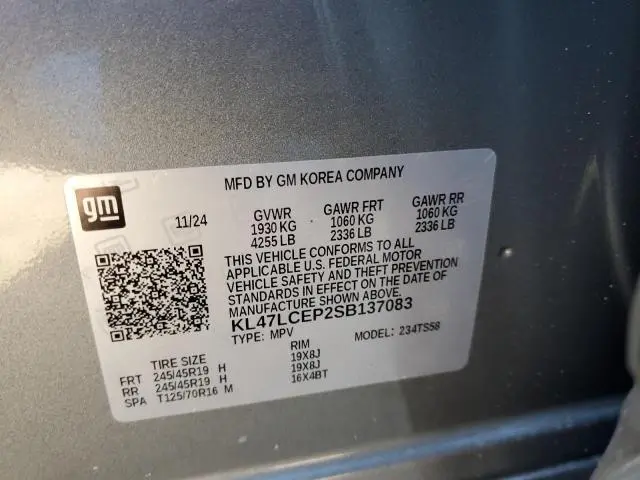 MFD BY GM KOREA COMPANY
gm
11/24
GVWR GAWR FRT GAWR RR
1930 KG 1060 KG 1060 KG
4255 LB 2336 LB 2336 LB
THIS VEHICLE CONFORMS TO ALL
APPLICABLE U.S. FEDERAL MOTOR
VEHICLE SAFETY AND THEFT PREVENTION
STANDARDS IN EFFECT ON THE DATE OF
MANUFACTURE SHOWN ABOVE.
KL47LCEP2SB137083
TYPE: MPV MODEL: 234TS58
TIRE SIZE RIM
FRT 245/45R19 H 19X8J
RR 245/45R19 H 19X8J
SPA T125/70R16 M 16X4BT